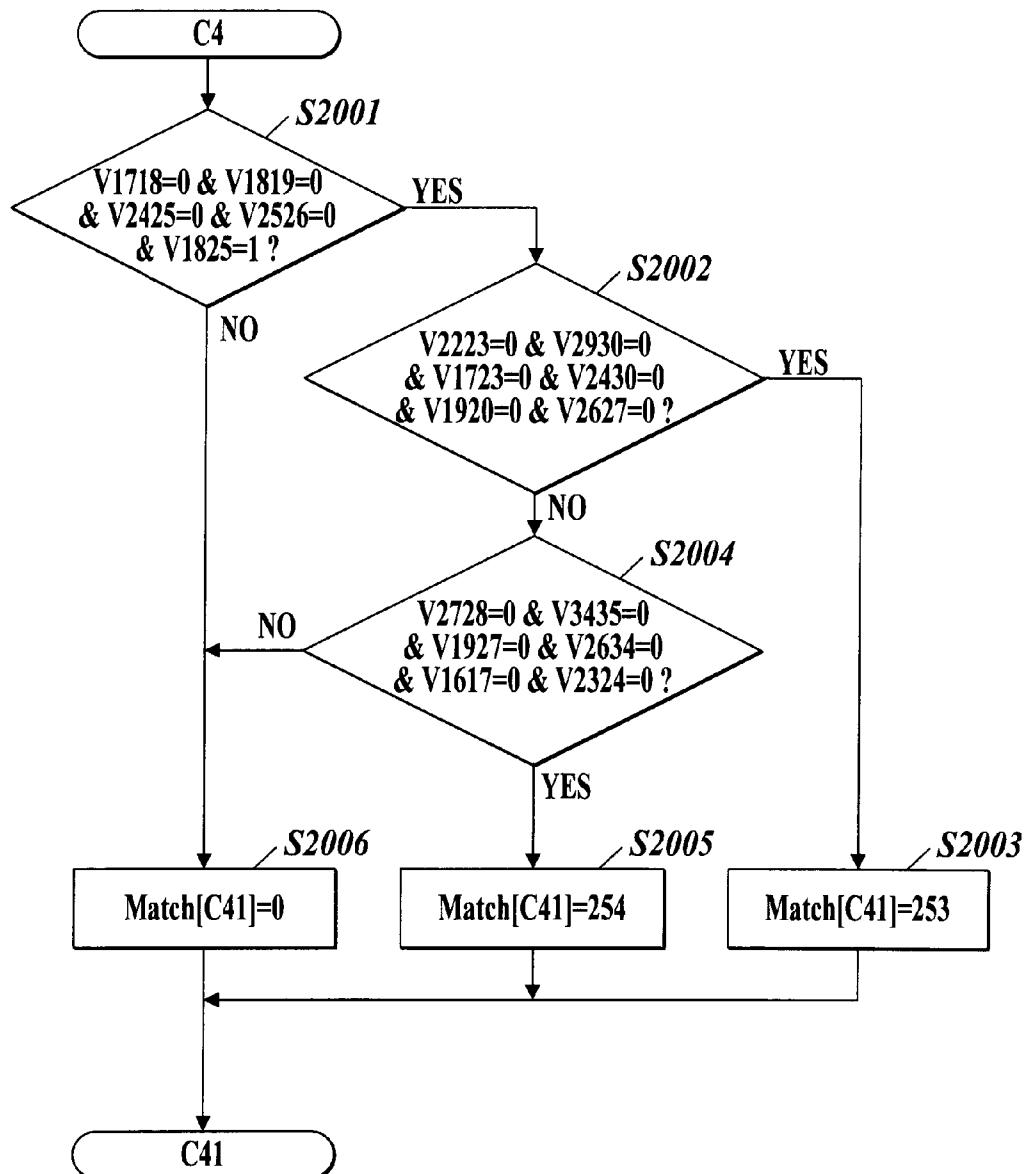 C4
S2001
V1718=0 & V1819=0
& V2425=0 & V2526=0
& V1825=1 ?
YES
NO
S2002
V2223=0 & V2930=0
& V1723=0 & V2430=0
& V1920=0 & V2627=0 ?
YES
NO
S2004
V2728=0 & V3435=0
& V1927=0 & V2634=0
& V1617=0 & V2324=0 ?
NO
YES
S2006
Match[C41]=0
S2005
Match[C41]=254
S2003
Match[C41]=253
C41